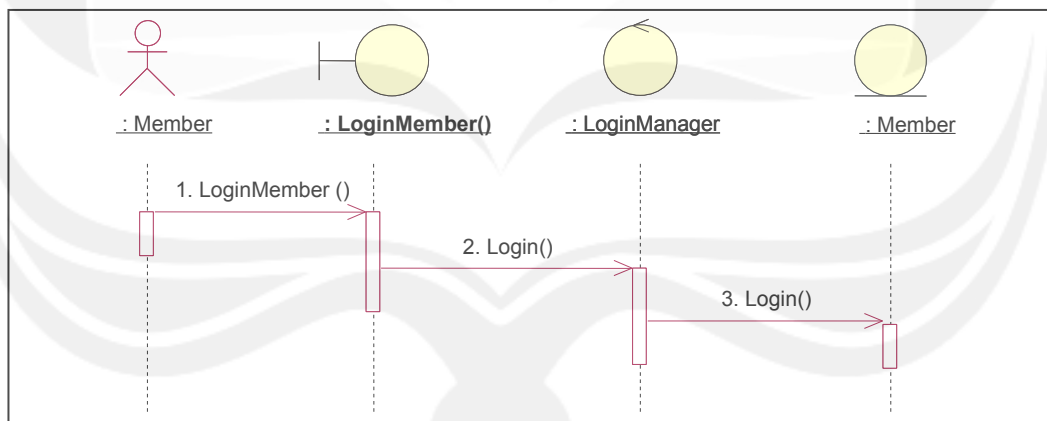 : Member
: LoginMember()
: LoginManager
: Member
1. LoginMember ()
2. Login()
3. Login()